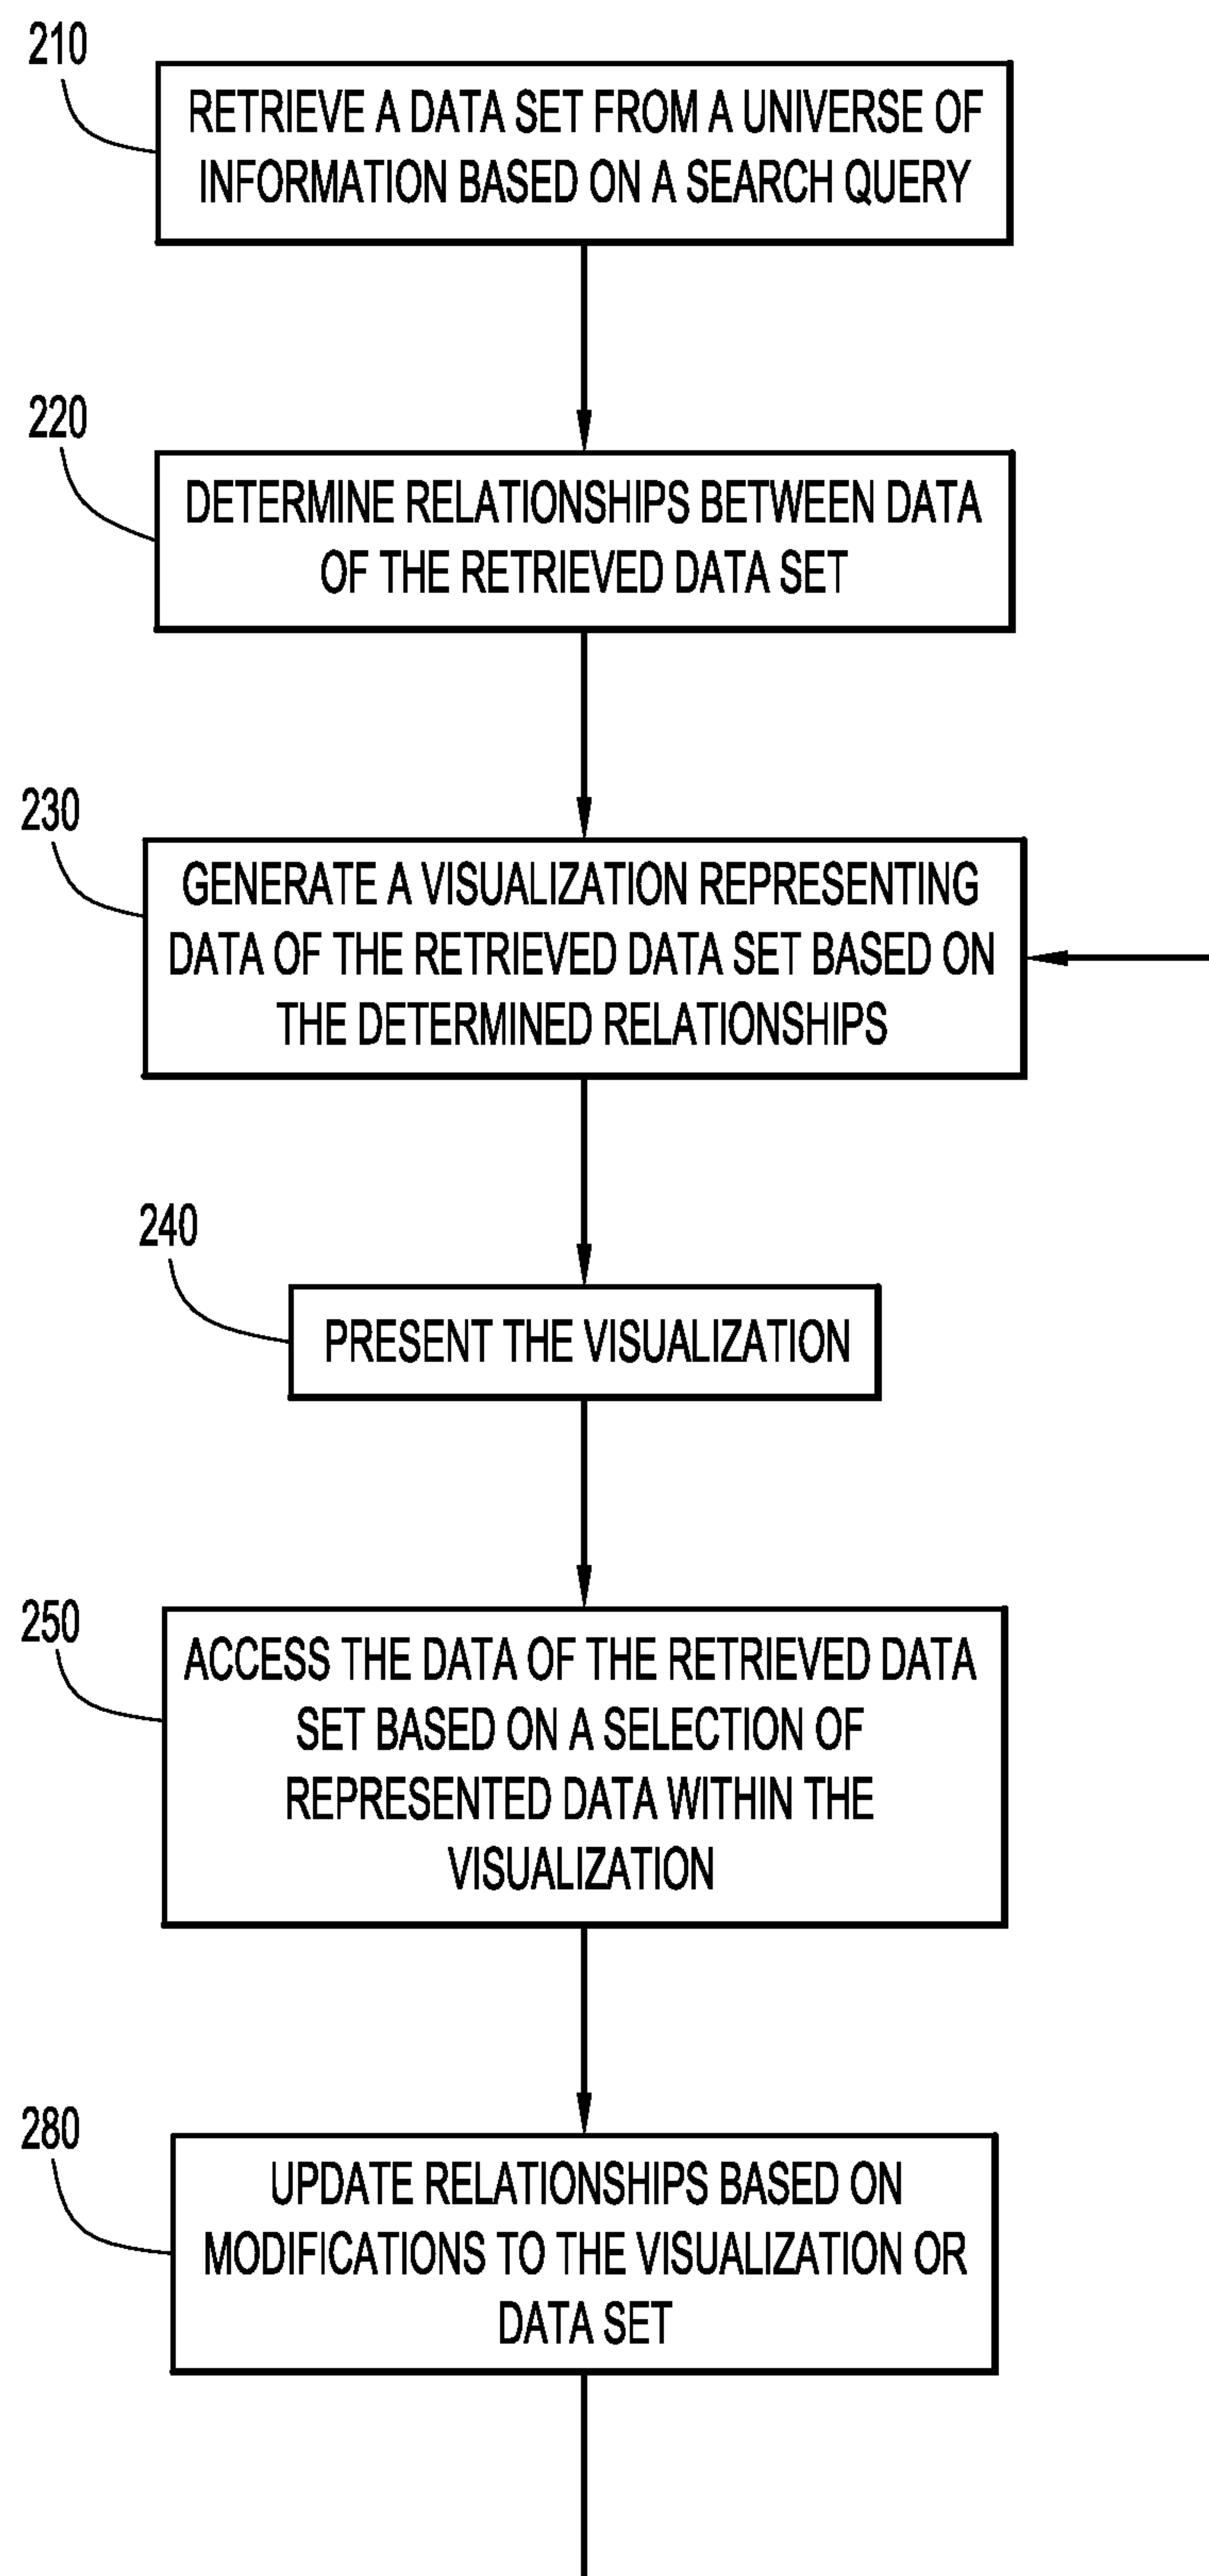 210
RETRIEVE A DATA SET FROM A UNIVERSE OF
INFORMATION BASED ON A SEARCH QUERY
220
DETERMINE RELATIONSHIPS BETWEEN DATA
OF THE RETRIEVED DATA SET
230
GENERATE A VISUALIZATION REPRESENTING
DATA OF THE RETRIEVED DATA SET BASED ON
THE DETERMINED RELATIONSHIPS
240
PRESENT THE VISUALIZATION
250
ACCESS THE DATA OF THE RETRIEVED DATA
SET BASED ON A SELECTION OF
REPRESENTED DATA WITHIN THE
VISUALIZATION
280
UPDATE RELATIONSHIPS BASED ON
MODIFICATIONS TO THE VISUALIZATION OR
DATA SET